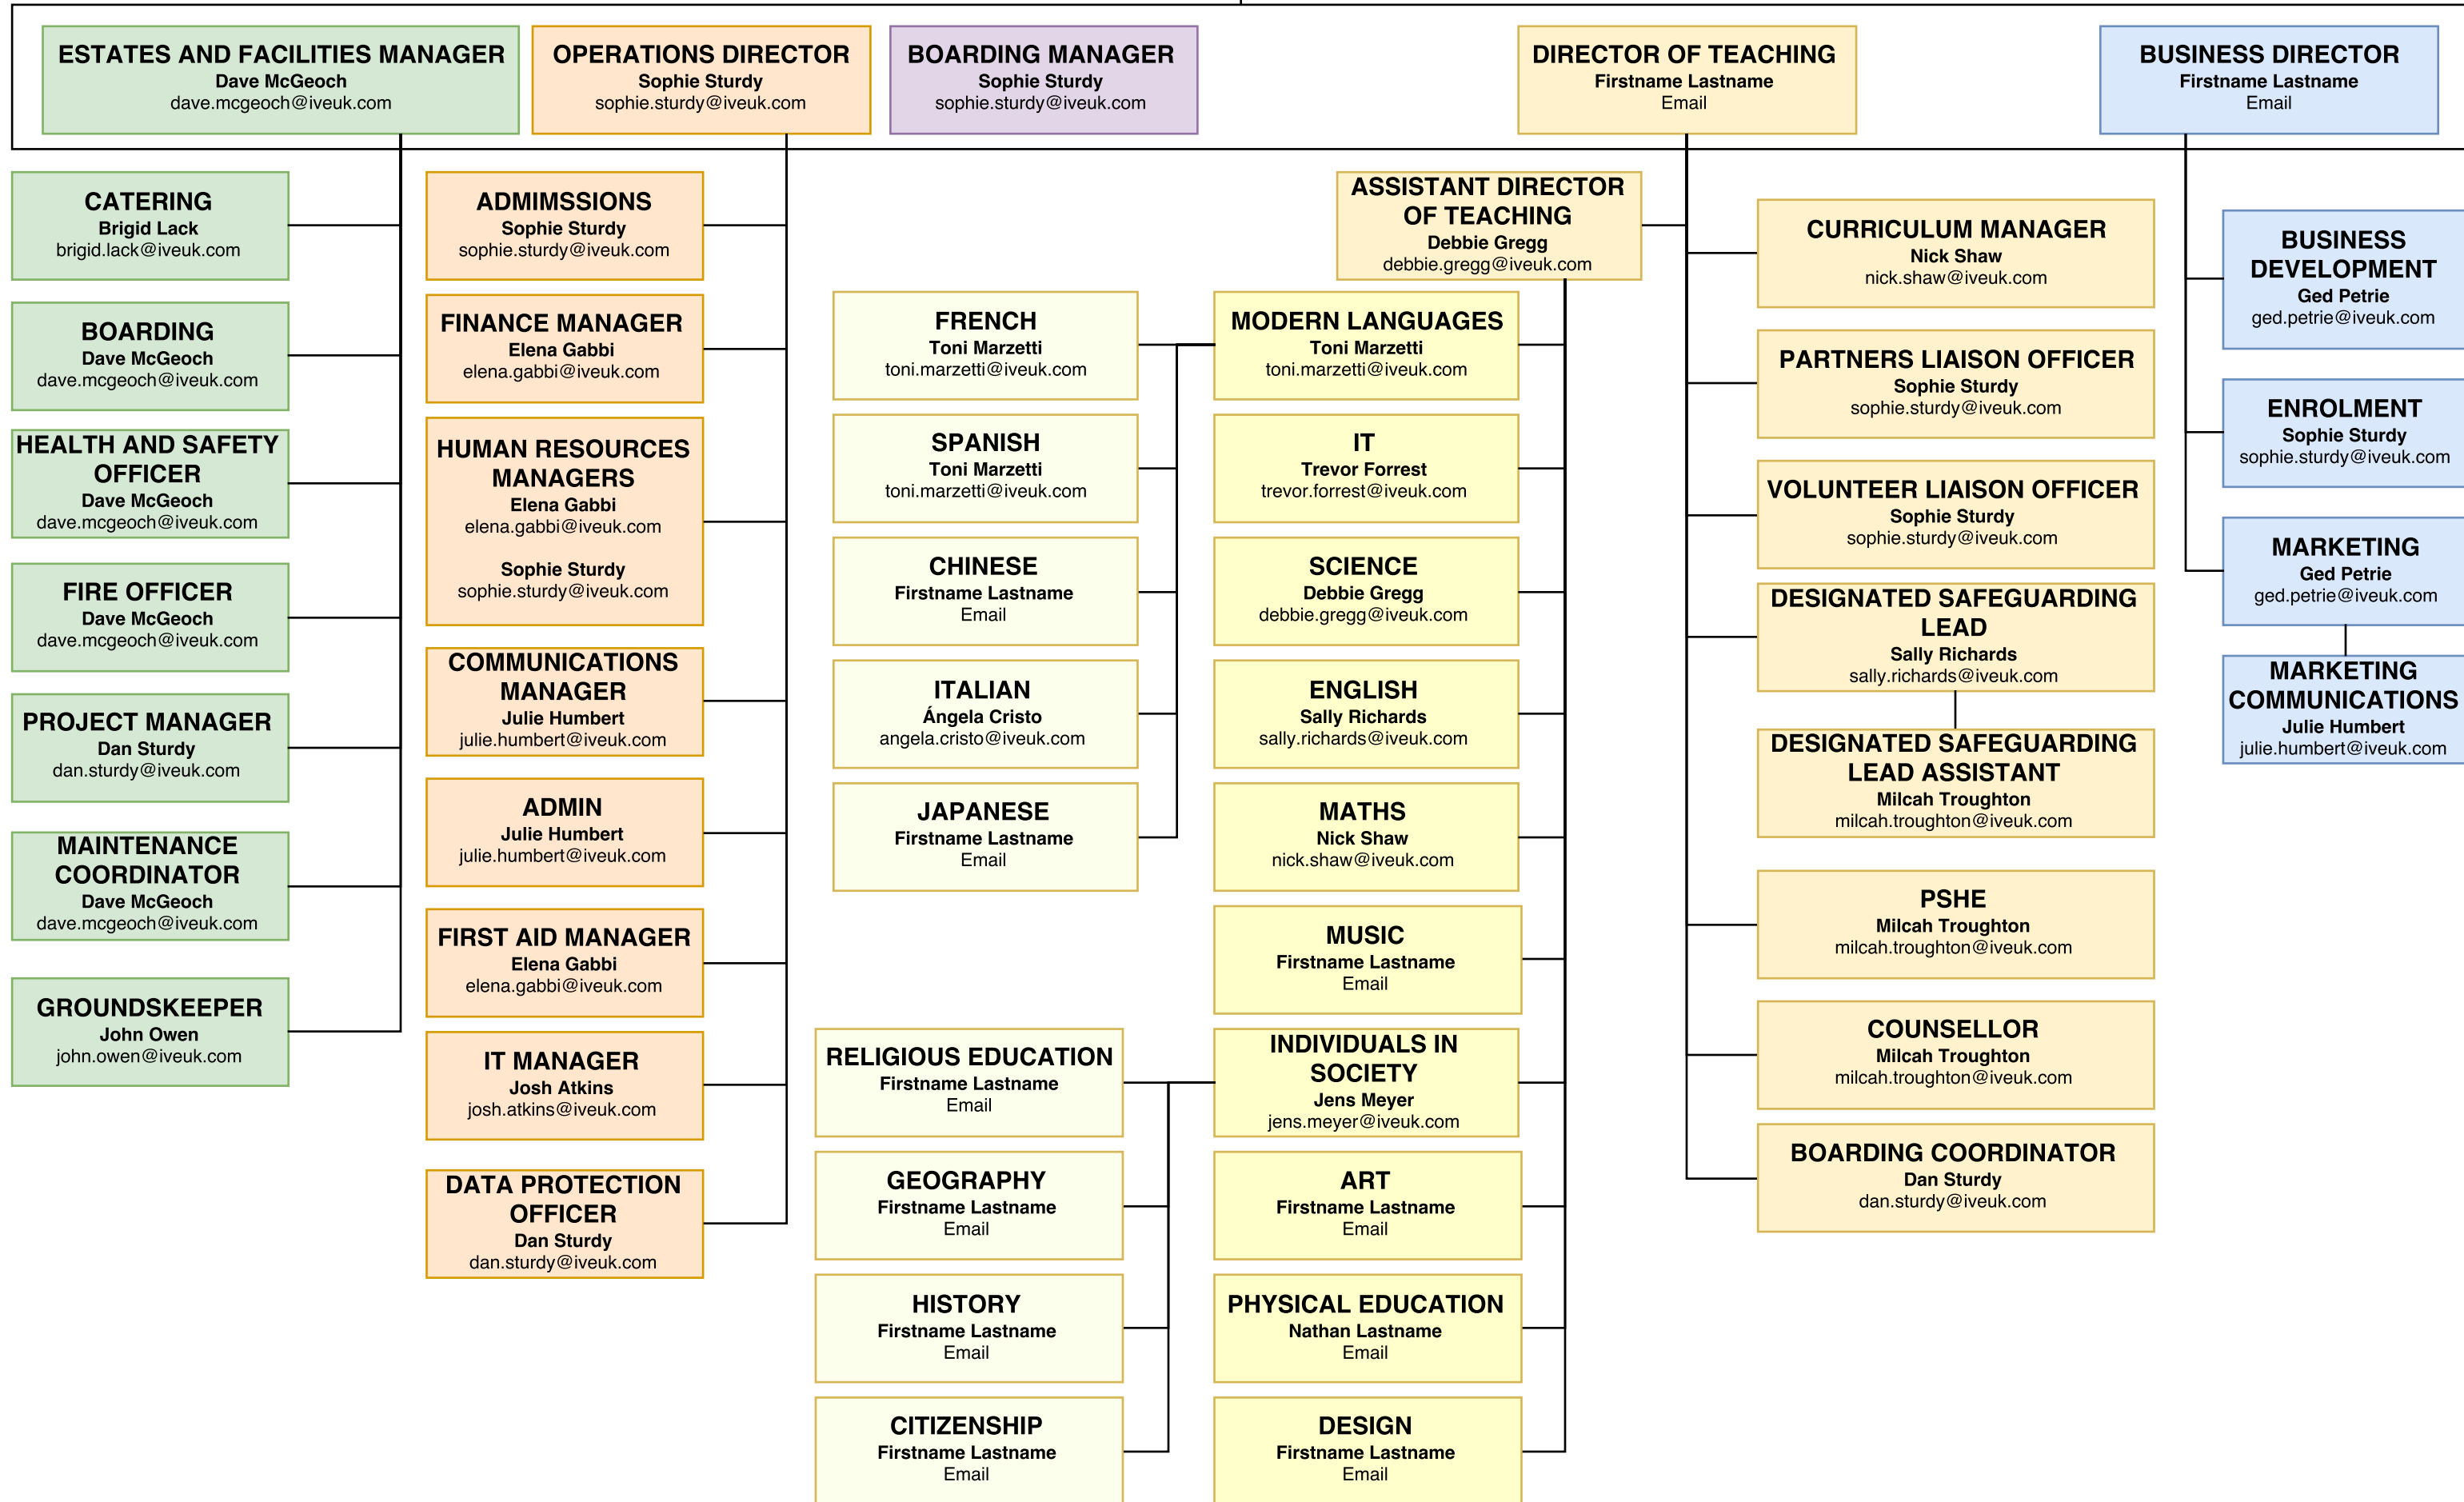 ESTATES AND FACILITIES MANAGER
Dave McGeoch
dave.mcgeoch@iveuk.com
OPERATIONS DIRECTOR
Sophie Sturdy
sophie.sturdy@iveuk.com
BOARDING MANAGER
Sophie Sturdy
sophie.sturdy@iveuk.com
DIRECTOR OF TEACHING
Firstname Lastname
Email
BUSINESS DIRECTOR
Firstname Lastname
Email
CATERING
Brigid Lack
brigid.lack@iveuk.com
BOARDING
Dave McGeoch
dave.mcgeoch@iveuk.com
HEALTH AND SAFETY
OFFICER
Dave McGeoch
dave.mcgeoch@iveuk.com
FIRE OFFICER
Dave McGeoch
dave.mcgeoch@iveuk.com
PROJECT MANAGER
Dan Sturdy
dan.sturdy@iveuk.com
MAINTENANCE
COORDINATOR
Dave McGeoch
dave.mcgeoch@iveuk.com
GROUNDSKEEPER
John Owen
john.owen@iveuk.com
ADMIMSSIONS
Sophie Sturdy
sophie.sturdy@iveuk.com
FINANCE MANAGER
Elena Gabbi
elena.gabbi@iveuk.com
HUMAN RESOURCES
MANAGERS
Elena Gabbi
elena.gabbi@iveuk.com
Sophie Sturdy
sophie.sturdy@iveuk.com
COMMUNICATIONS
MANAGER
Julie Humbert
julie.humbert@iveuk.com
ADMIN
Julie Humbert
julie.humbert@iveuk.com
FIRST AID MANAGER
Elena Gabbi
elena.gabbi@iveuk.com
IT MANAGER
Josh Atkins
josh.atkins@iveuk.com
DATA PROTECTION
OFFICER
Dan Sturdy
dan.sturdy@iveuk.com
ASSISTANT DIRECTOR
OF TEACHING
Debbie Gregg
debbie.gregg@iveuk.com
FRENCH
Toni Marzetti
toni.marzetti@iveuk.com
SPANISH
Toni Marzetti
toni.marzetti@iveuk.com
CHINESE
Firstname Lastname
Email
ITALIAN
Ángela Cristo
angela.cristo@iveuk.com
JAPANESE
Firstname Lastname
Email
RELIGIOUS EDUCATION
Firstname Lastname
Email
GEOGRAPHY
Firstname Lastname
Email
HISTORY
Firstname Lastname
Email
CITIZENSHIP
Firstname Lastname
Email
MODERN LANGUAGES
Toni Marzetti
toni.marzetti@iveuk.com
IT
Trevor Forrest
trevor.forrest@iveuk.com
SCIENCE
Debbie Gregg
debbie.gregg@iveuk.com
ENGLISH
Sally Richards
sally.richards@iveuk.com
MATHS
Nick Shaw
nick.shaw@iveuk.com
MUSIC
Firstname Lastname
Email
INDIVIDUALS IN
SOCIETY
Jens Meyer
jens.meyer@iveuk.com
ART
Firstname Lastname
Email
PHYSICAL EDUCATION
Nathan Lastname
Email
DESIGN
Firstname Lastname
Email
CURRICULUM MANAGER
Nick Shaw
nick.shaw@iveuk.com
PARTNERS LIAISON OFFICER
Sophie Sturdy
sophie.sturdy@iveuk.com
VOLUNTEER LIAISON OFFICER
Sophie Sturdy
sophie.sturdy@iveuk.com
DESIGNATED SAFEGUARDING
LEAD
Sally Richards
sally.richards@iveuk.com
DESIGNATED SAFEGUARDING
LEAD ASSISTANT
Milcah Troughton
milcah.troughton@iveuk.com
PSHE
Milcah Troughton
milcah.troughton@iveuk.com
COUNSELLOR
Milcah Troughton
milcah.troughton@iveuk.com
BOARDING COORDINATOR
Dan Sturdy
dan.sturdy@iveuk.com
BUSINESS
DEVELOPMENT
Ged Petrie
ged.petrie@iveuk.com
ENROLMENT
Sophie Sturdy
sophie.sturdy@iveuk.com
MARKETING
Ged Petrie
ged.petrie@iveuk.com
MARKETING
COMMUNICATIONS
Julie Humbert
julie.humbert@iveuk.com